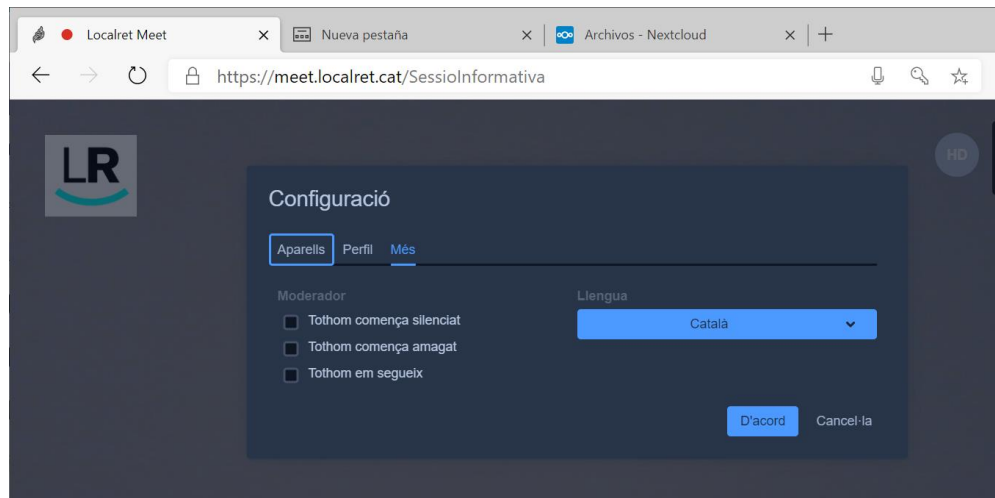 Localret Meet
Nueva pestaña
Archivos - Nextcloud
https://meet.localret.cat/SessioInformativa
LR
HD
Configuració
Aparells Perfil Més
Moderador
Tothom comença silenciat
Tothom comença amagat
Tothom em segueix
Llengua
Català
D'acord Cancel·la